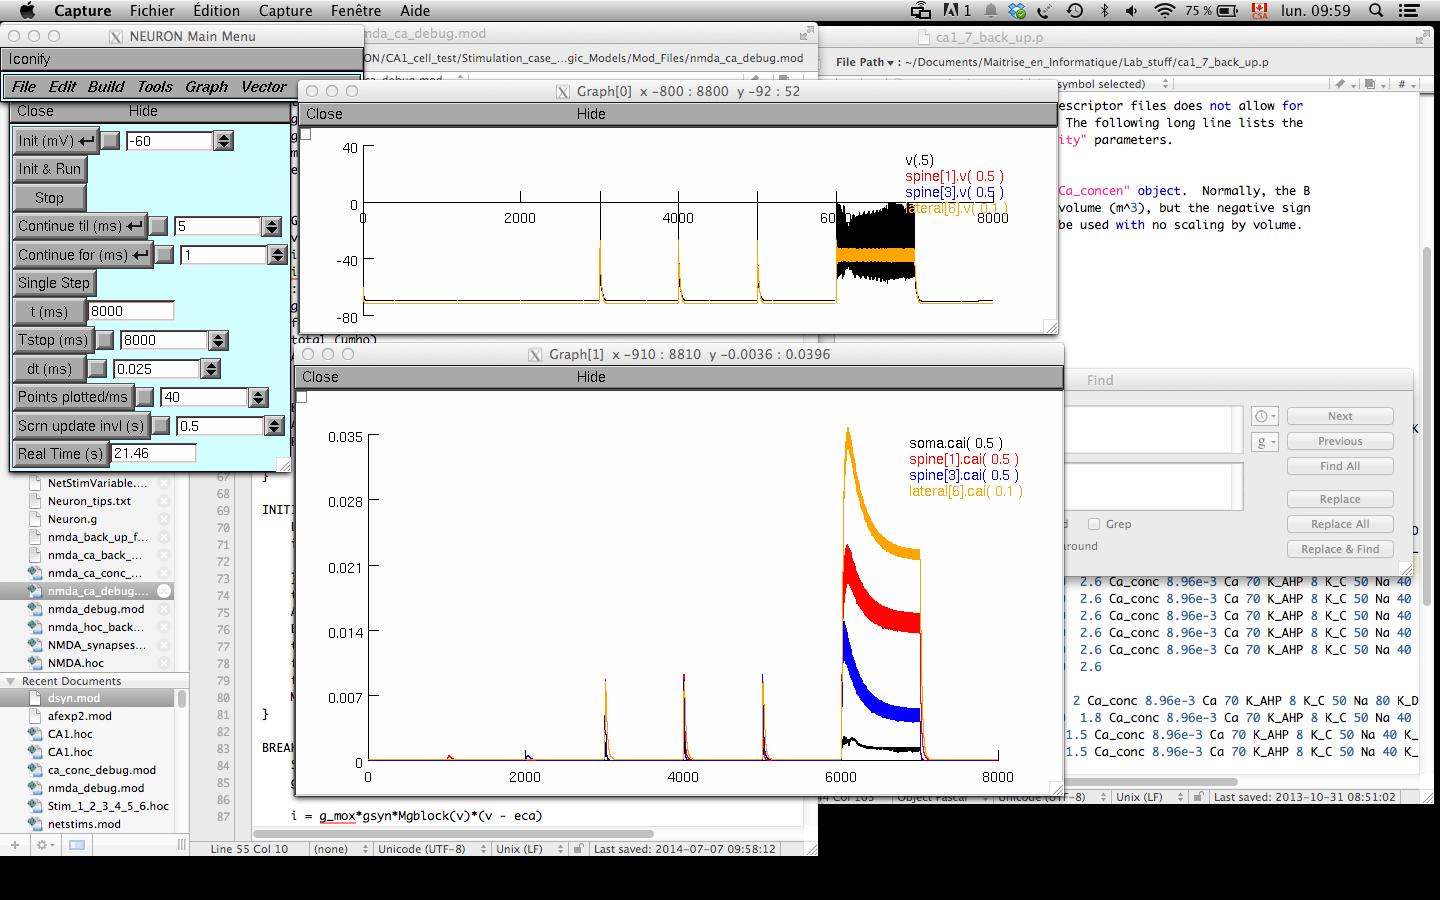 Capture Fichier Édition Capture Fenêtre Aide 1 75 % CSA lun. 09:59
NEURON Main Menu
Iconify
File Edit Build Tools Graph Vector
Close Hide
Init (mV) -60
Init & Run
Stop
Continue til (ms) 5
Continue for (ms) 1
Single Step
t (ms) 8000
Tstop (ms) 8000
dt (ms) 0.025
Points plotted/ms 40
Scrn update invl (s) 0.5
Real Time (s) 21.46
nmda_ca_debug.mod
ON/CA1_cell_test/Stimulation_case_...gic_Models/Mod_Files/nmda_ca_debug.mod
Graph[0] x -800 : 8800 y -92 : 52
Close Hide
40
0
-40
-80
0 2000 4000 6000 8000
v(.5)
spine[1].v( 0.5 )
spine[3].v( 0.5 )
lateral[6].v( 0.1 )
total (umho)
Graph[1] x -910 : 8810 y -0.0036 : 0.0396
Close Hide
0.035
0.028
0.021
0.014
0.007
0
0 2000 4000 6000 8000
soma.cai( 0.5 )
spine[1].cai( 0.5 )
spine[3].cai( 0.5 )
lateral[6].cai( 0.1 )
ca1_7_back_up.p
File Path ▾ : ~/Documents/Maitrise_en_Informatique/Lab_stuff/ca1_7_back_up.p
symbol selected)
#
escriptor files does not allow for
The following long line lists the
ity" parameters.
Ca_concen" object. Normally, the B
volume (m^3), but the negative sign
be used with no scaling by volume.
Find
Next
Previous
Find All
Replace
Replace All
Replace & Find
Grep
around
2.6 Ca_conc 8.96e-3 Ca 70 K_AHP 8 K_C 50 Na 40
2.6 Ca_conc 8.96e-3 Ca 70 K_AHP 8 K_C 50 Na 40
2.6 Ca_conc 8.96e-3 Ca 70 K_AHP 8 K_C 50 Na 40
2.6 Ca_conc 8.96e-3 Ca 70 K_AHP 8 K_C 50 Na 40
2.6 Ca_conc 8.96e-3 Ca 70 K_AHP 8 K_C 50 Na 40
2.6
2 Ca_conc 8.96e-3 Ca 70 K_AHP 8 K_C 50 Na 80 K_D
1.8 Ca_conc 8.96e-3 Ca 70 K_AHP 8 K_C 50 Na 40
1.5 Ca_conc 8.96e-3 Ca 70 K_AHP 8 K_C 50 Na 40 K_
1.5 Ca_conc 8.96e-3 Ca 70 K_AHP 8 K_C 50 Na 40 K_
Unix (LF) Last saved: 2013-10-31 08:51:02
NetStimVariable....
Neuron_tips.txt
Neuron.g
nmda_back_up_f...
nmda_ca_back_...
nmda_ca_conc_...
nmda_ca_debug....
nmda_debug.mod
nmda_hoc_back...
NMDA_synapses...
NMDA.hoc
Recent Documents
dsyn.mod
afexp2.mod
CA1.hoc
CA1.hoc
ca_conc_debug.mod
nmda_debug.mod
Stim_1_2_3_4_5_6.hoc
netstims.mod
67 }
68
69 INITI
70
71
72
73
74
75
76
77
78
79
80
81 }
82
83 BREAK
84
85
86
87 i = g_mox*gsyn*Mgblock(v)*(v - eca)
Line 55 Col 10 (none) Unicode (UTF-8) Unix (LF) Last saved: 2014-07-07 09:58:12